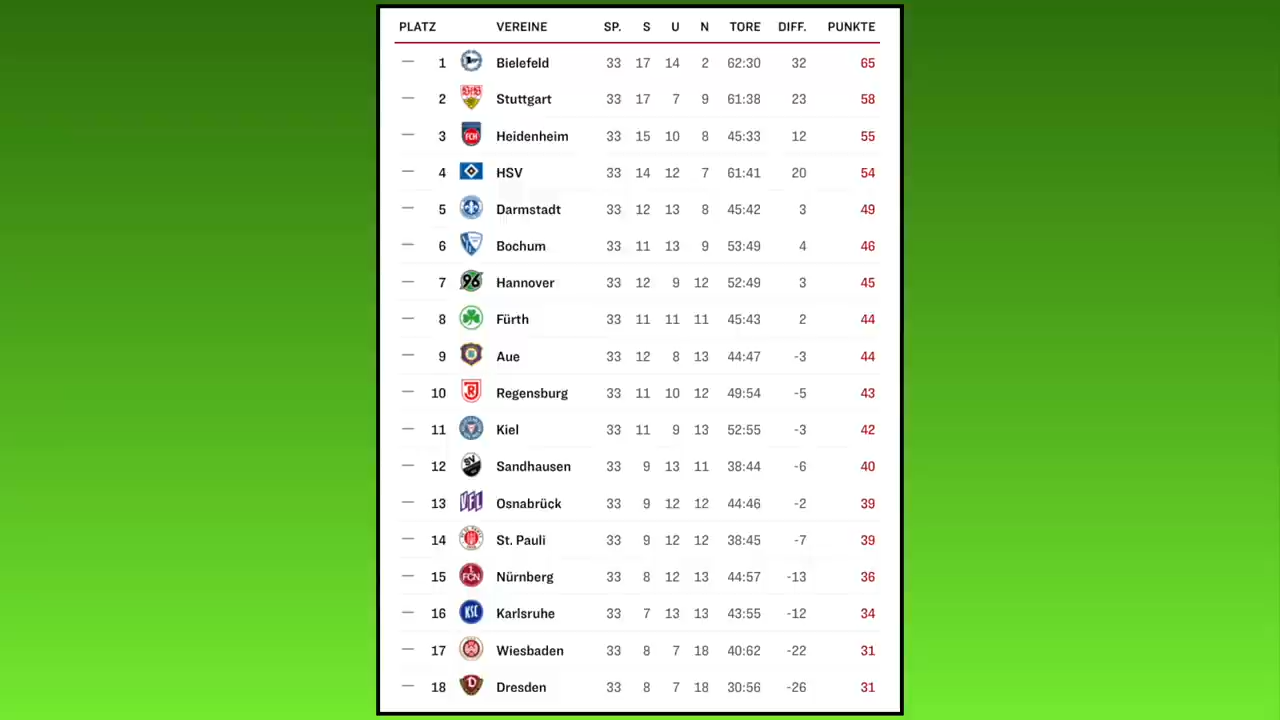 PLATZ VEREINE SP. S U N TORE DIFF. PUNKTE
— 1 Bielefeld 33 17 14 2 62:30 32 65
— 2 Stuttgart 33 17 7 9 61:38 23 58
— 3 Heidenheim 33 15 10 8 45:33 12 55
— 4 HSV 33 14 12 7 61:41 20 54
— 5 Darmstadt 33 12 13 8 45:42 3 49
— 6 Bochum 33 11 13 9 53:49 4 46
— 7 Hannover 33 12 9 12 52:49 3 45
— 8 Fürth 33 11 11 11 45:43 2 44
— 9 Aue 33 12 8 13 44:47 -3 44
— 10 Regensburg 33 11 10 12 49:54 -5 43
— 11 Kiel 33 11 9 13 52:55 -3 42
— 12 Sandhausen 33 9 13 11 38:44 -6 40
— 13 Osnabrück 33 9 12 12 44:46 -2 39
— 14 St. Pauli 33 9 12 12 38:45 -7 39
— 15 Nürnberg 33 8 12 13 44:57 -13 36
— 16 Karlsruhe 33 7 13 13 43:55 -12 34
— 17 Wiesbaden 33 8 7 18 40:62 -22 31
— 18 Dresden 33 8 7 18 30:56 -26 31